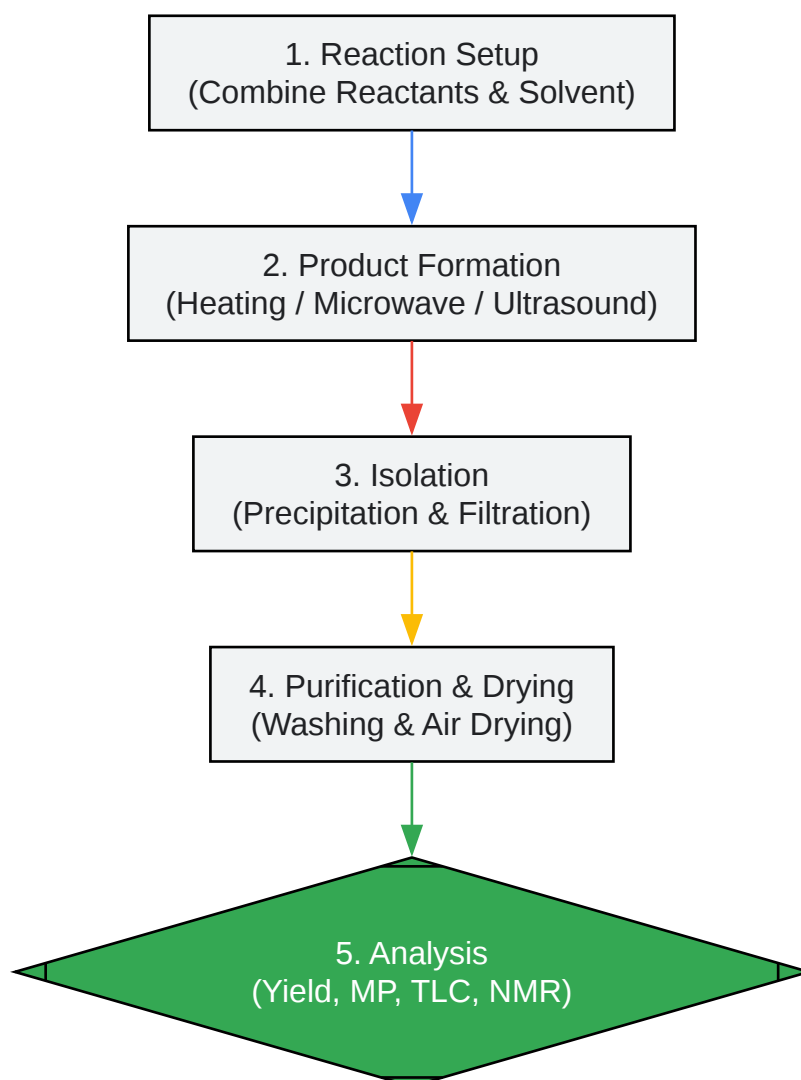 1. Reaction Setup
(Combine Reactants & Solvent)
2. Product Formation
(Heating / Microwave / Ultrasound)
3. Isolation
(Precipitation & Filtration)
4. Purification & Drying
(Washing & Air Drying)
5. Analysis
(Yield, MP, TLC, NMR)